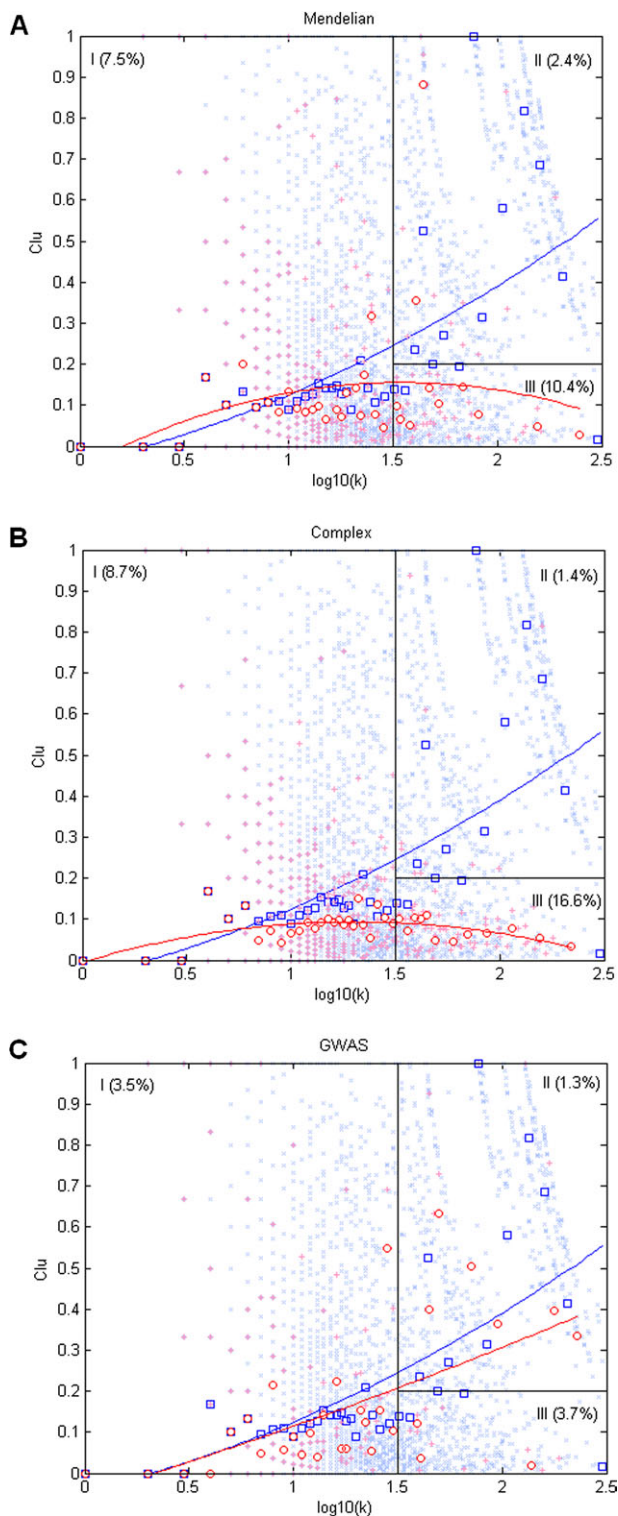 A
Mendelian
I (7.5%)
II (2.4%)
III (10.4%)
Clu
1
0.9
0.8
0.7
0.6
0.5
0.4
0.3
0.2
0.1
0
0 0.5 1.0 1.5 2.0 2.5
log10(k)
B
Complex
I (8.7%)
II (1.4%)
III (16.6%)
Clu
1
0.9
0.8
0.7
0.6
0.5
0.4
0.3
0.2
0.1
0
0 0.5 1.0 1.5 2.0 2.5
log10(k)
C
GWAS
I (3.5%)
II (1.3%)
III (3.7%)
Clu
1
0.9
0.8
0.7
0.6
0.5
0.4
0.3
0.2
0.1
0
0 0.5 1.0 1.5 2.0 2.5
log10(k)